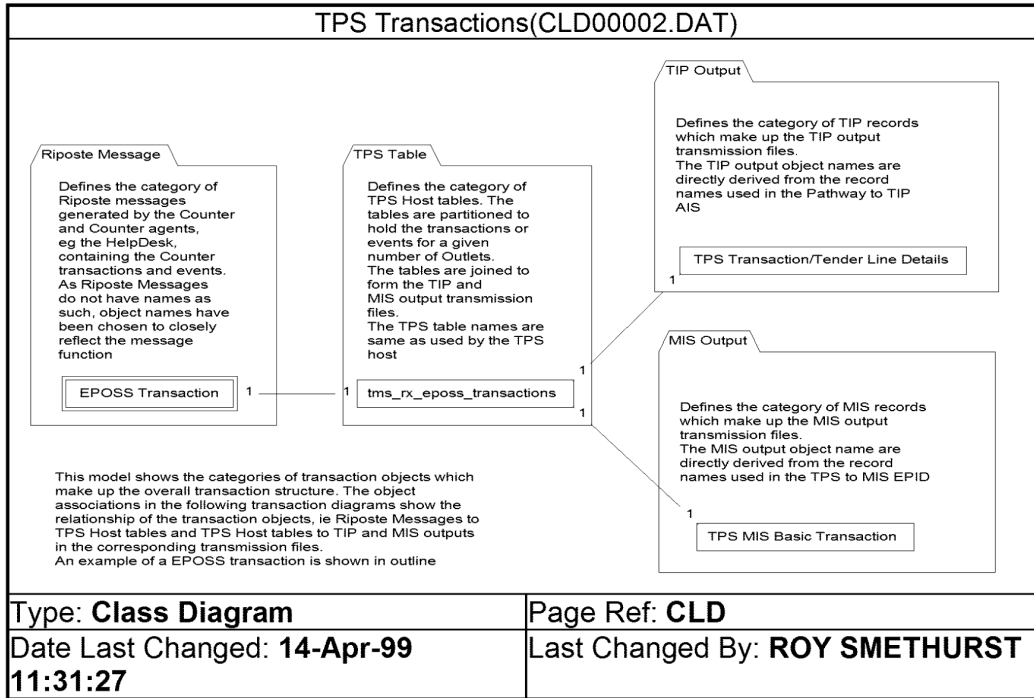 TPS Transactions(CLD00002.DAT)
Riposte Message
Defines the category of
Riposte messages
generated by the Counter
and Counter agents,
eg the HelpDesk,
containing the Counter
transactions and events.
As Riposte Messages
do not have names as
such, object names have
been chosen to closely
reflect the message
function
EPOSS Transaction
1
1
TPS Table
Defines the category of
TPS Host tables. The
tables are partitioned to
hold the transactions or
events for a given
number of Outlets.
The tables are joined to
form the TIP and
MIS output transmission
files.
The TPS table names are
same as used by the TPS
host
tms_rx_eposs_transactions
1
1
TIP Output
Defines the category of TIP records
which make up the TIP output
transmission files.
The TIP output object names are
directly derived from the record
names used in the Pathway to TIP
AIS
TPS Transaction/Tender Line Details
1
MIS Output
Defines the category of MIS records
which make up the MIS output
transmission files.
The MIS output object name are
directly derived from the record
names used in the TPS to MIS EPID
1
TPS MIS Basic Transaction
This model shows the categories of transaction objects which
make up the overall transaction structure. The object
associations in the following transaction diagrams show the
relationship of the transaction objects, ie Riposte Messages to
TPS Host tables and TPS Host tables to TIP and MIS outputs
in the corresponding transmission files.
An example of a EPOSS transaction is shown in outline
Type: Class Diagram
Page Ref: CLD
Date Last Changed: 14-Apr-99
11:31:27
Last Changed By: ROY SMETHURST